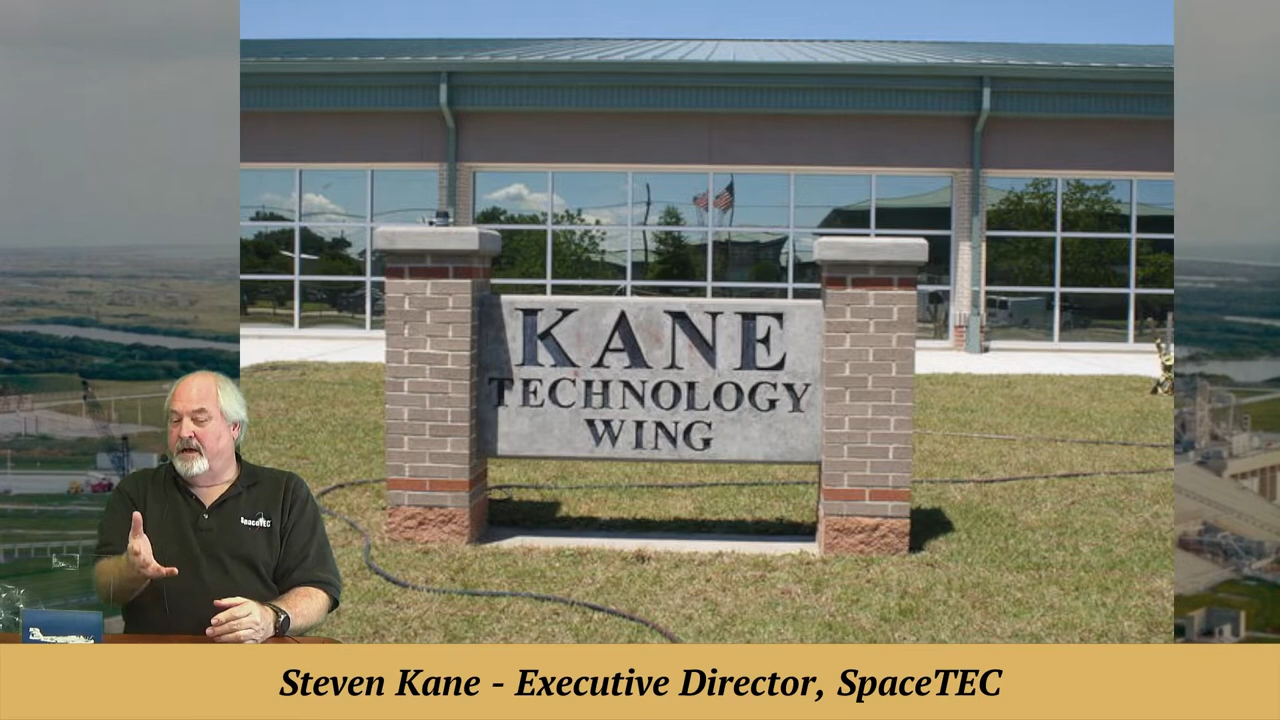 KANE
TECHNOLOGY
WING
SpaceTEC
Steven Kane - Executive Director, SpaceTEC